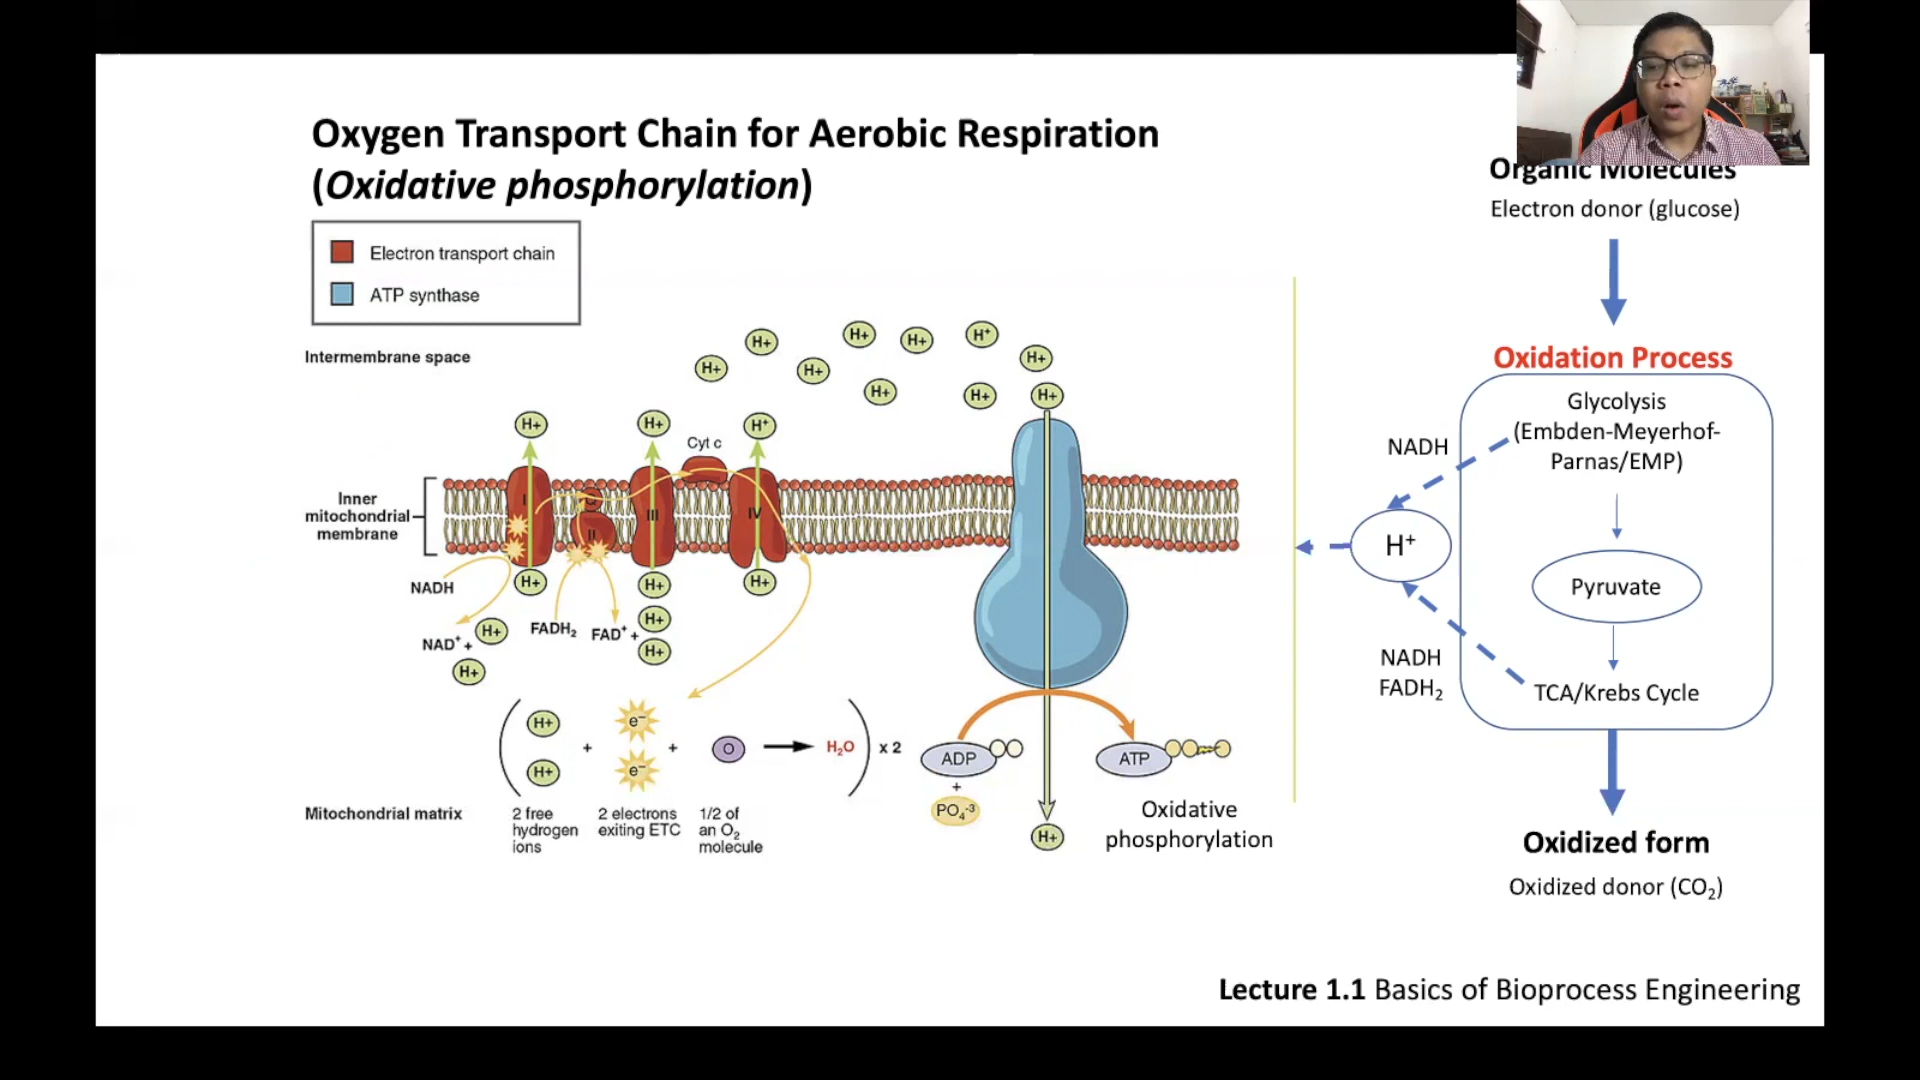 Oxygen Transport Chain for Aerobic Respiration
(Oxidative phosphorylation)
Electron transport chain
ATP synthase
Intermembrane space
H+
H+
H+
H+
H+
H+
H+
H+
H+
H+
H+
H+
H+
Cyt c
Inner
mitochondrial
membrane
I
Q
II
III
IV
NADH
H+
H+
H+
H+
H+
NAD+ +
H+
H+
FADH2
FAD+ +
H+
H+
+
e-
e-
+
O
H2O
x 2
2 free
hydrogen
ions
2 electrons
exiting ETC
1/2 of
an O2
molecule
Mitochondrial matrix
ADP
+
PO4-3
ATP
H+
Oxidative
phosphorylation
Organic Molecules
Electron donor (glucose)
Oxidation Process
Glycolysis
(Embden-Meyerhof-
Parnas/EMP)
NADH
H+
Pyruvate
NADH
FADH2
TCA/Krebs Cycle
Oxidized form
Oxidized donor (CO2)
Lecture 1.1 Basics of Bioprocess Engineering